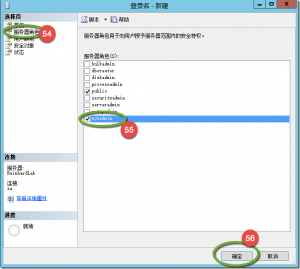 登录名 - 新建
选择页
常规
服务器角色
用户映射
安全对象
状态
54
脚本
帮助
服务器角色用于向用户授予服务器范围内的安全特权。
服务器角色(S):
bulkadmin
dbcreator
diskadmin
processadmin
public
securityadmin
serveradmin
sysadmin
55
连接
服务器:
ReinhardLab
连接:
sa
查看连接属性
进度
就绪
56
确定
取消